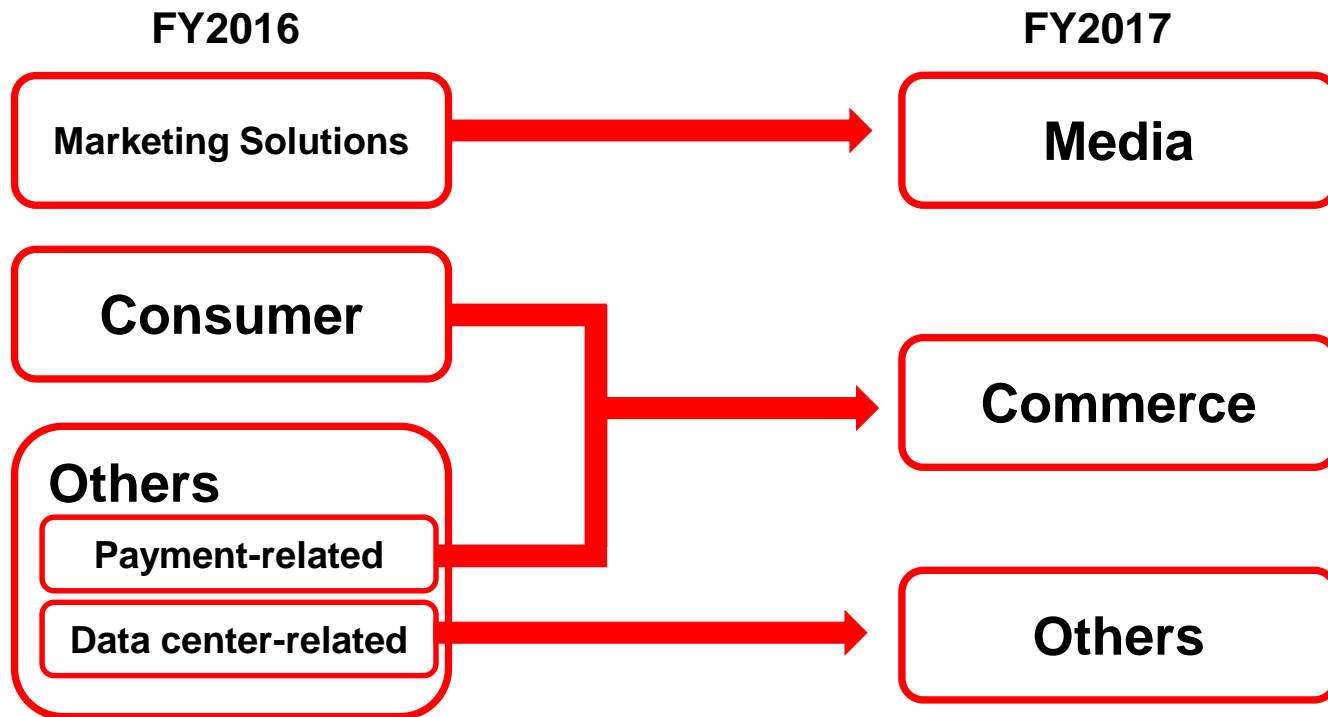 FY2016
FY2017
Marketing Solutions
Media
Consumer
Commerce
Others
Payment-related
Data center-related
Others